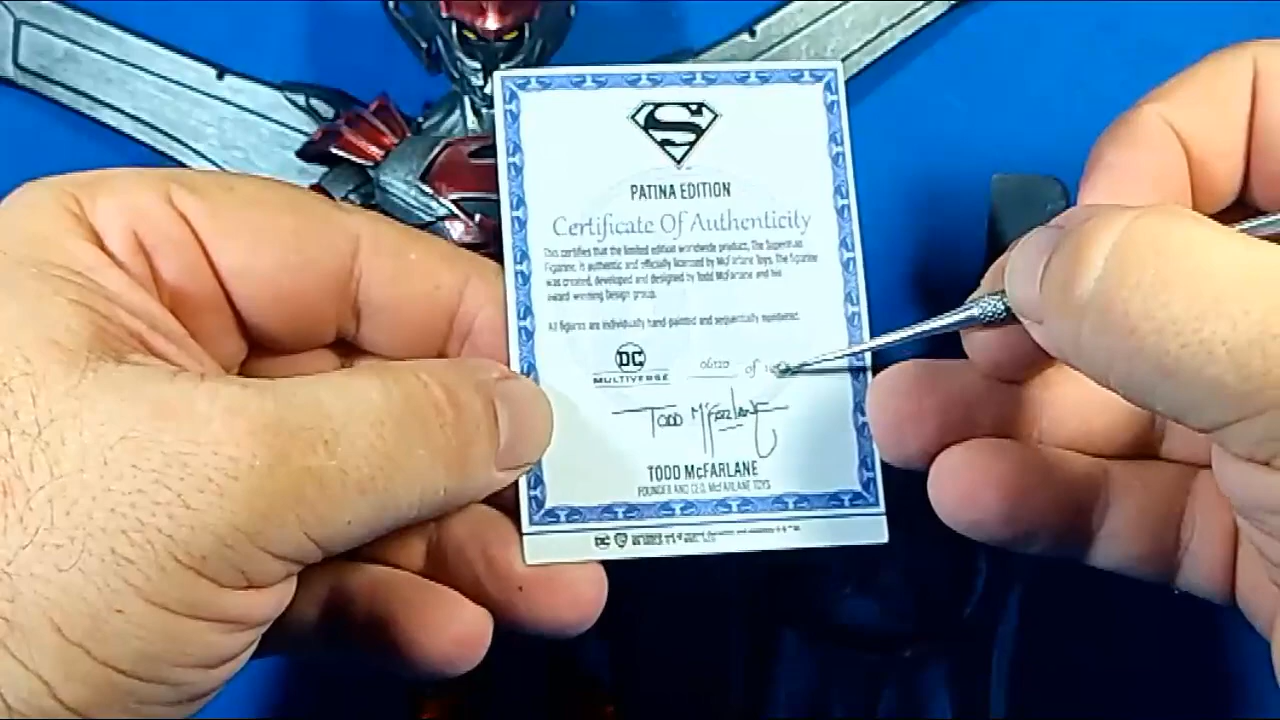 S
PATINA EDITION
Certificate Of Authenticity
This certifies that the limited edition worldwide product, The Superman
Figurine, is authentic and officially licensed by McFarlane Toys. The figurine
was created, developed and designed by Todd McFarlane and his
award winning design group.
All figures are individually hand-painted and sequentially numbered.
DC
MULTIVERSE
of
TODD McFARLANE
TODD McFARLANE
FOUNDER AND CEO, McFARLANE TOYS
DC